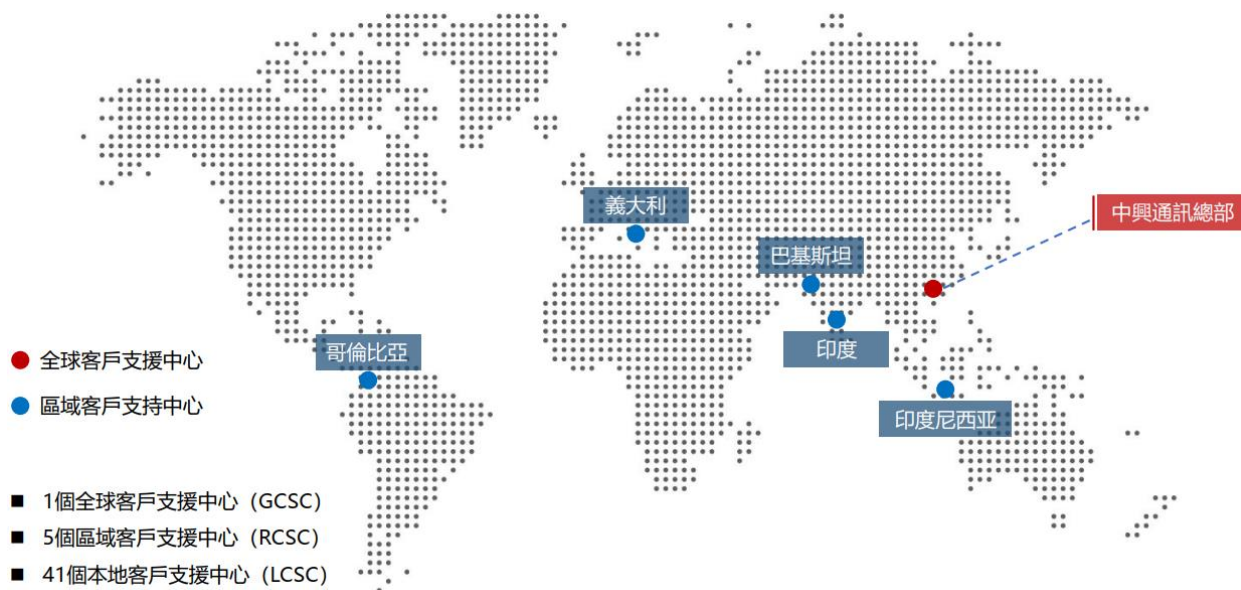 義大利
中興通訊總部
巴基斯坦
哥倫比亞
印度
全球客戶支援中心
區域客戶支持中心
印度尼西亚
1個全球客戶支援中心（GCSC）
5個區域客戶支援中心（RCSC）
41個本地客戶支援中心（LCSC）